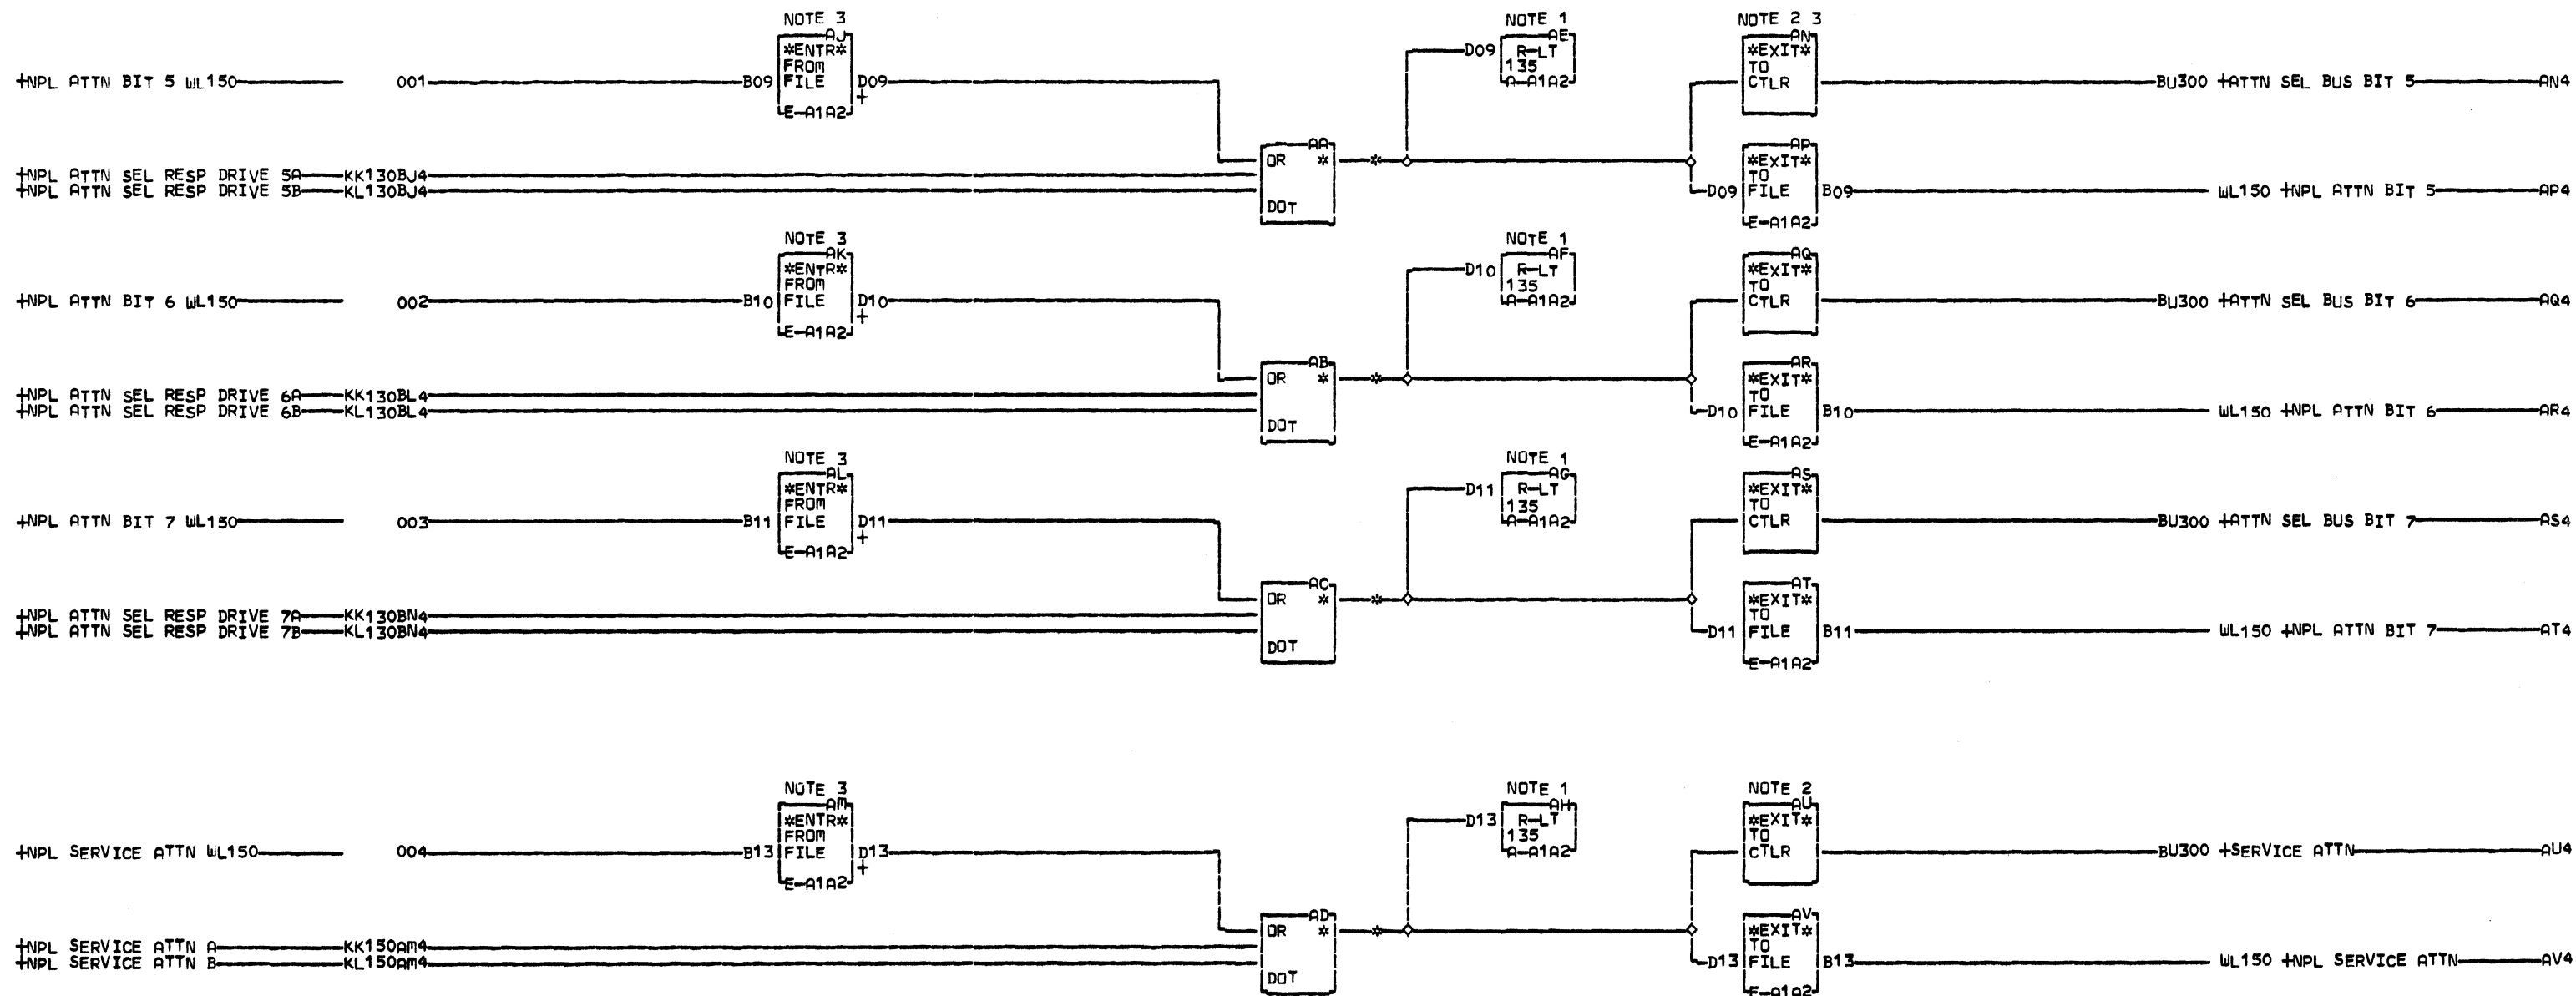 NOTE 3 NOTE 1 NOTE 2 3
AJ AE AN
*ENTR* D09 R-LT *EXIT*
FROM 135 TO
+NPL ATTN BIT 5 WL150 001 B09 FILE D09 A-A1A2 CTLR BU300 +ATTN SEL BUS BIT 5 AN4
+
E-A1A2
AA AP
OR * * *EXIT*
+NPL ATTN SEL RESP DRIVE 5A KK130BJ4 TO
+NPL ATTN SEL RESP DRIVE 5B KL130BJ4 D09 FILE B09 WL150 +NPL ATTN BIT 5 AP4
DOT
E-A1A2
NOTE 3 NOTE 1
AK AF AQ
*ENTR* D10 R-LT *EXIT*
FROM 135 TO
+NPL ATTN BIT 6 WL150 002 B10 FILE D10 A-A1A2 CTLR BU300 +ATTN SEL BUS BIT 6 AQ4
+
E-A1A2
AB AR
OR * * *EXIT*
+NPL ATTN SEL RESP DRIVE 6A KK130BL4 TO
+NPL ATTN SEL RESP DRIVE 6B KL130BL4 D10 FILE B10 WL150 +NPL ATTN BIT 6 AR4
DOT
E-A1A2
NOTE 3 NOTE 1
AL AG AS
*ENTR* D11 R-LT *EXIT*
FROM 135 TO
+NPL ATTN BIT 7 WL150 003 B11 FILE D11 A-A1A2 CTLR BU300 +ATTN SEL BUS BIT 7 AS4
+
E-A1A2
AC AT
OR * * *EXIT*
+NPL ATTN SEL RESP DRIVE 7A KK130BN4 TO
+NPL ATTN SEL RESP DRIVE 7B KL130BN4 D11 FILE B11 WL150 +NPL ATTN BIT 7 AT4
DOT
E-A1A2
NOTE 3 NOTE 1 NOTE 2
AM AH AU
*ENTR* D13 R-LT *EXIT*
FROM 135 TO
+NPL SERVICE ATTN WL150 004 B13 FILE D13 A-A1A2 CTLR BU300 +SERVICE ATTN AU4
+
E-A1A2
AD AV
OR * * *EXIT*
+NPL SERVICE ATTN A KK150AM4 TO
+NPL SERVICE ATTN B KL150AM4 D13 FILE B13 WL150 +NPL SERVICE ATTN AV4
DOT
E-A1A2